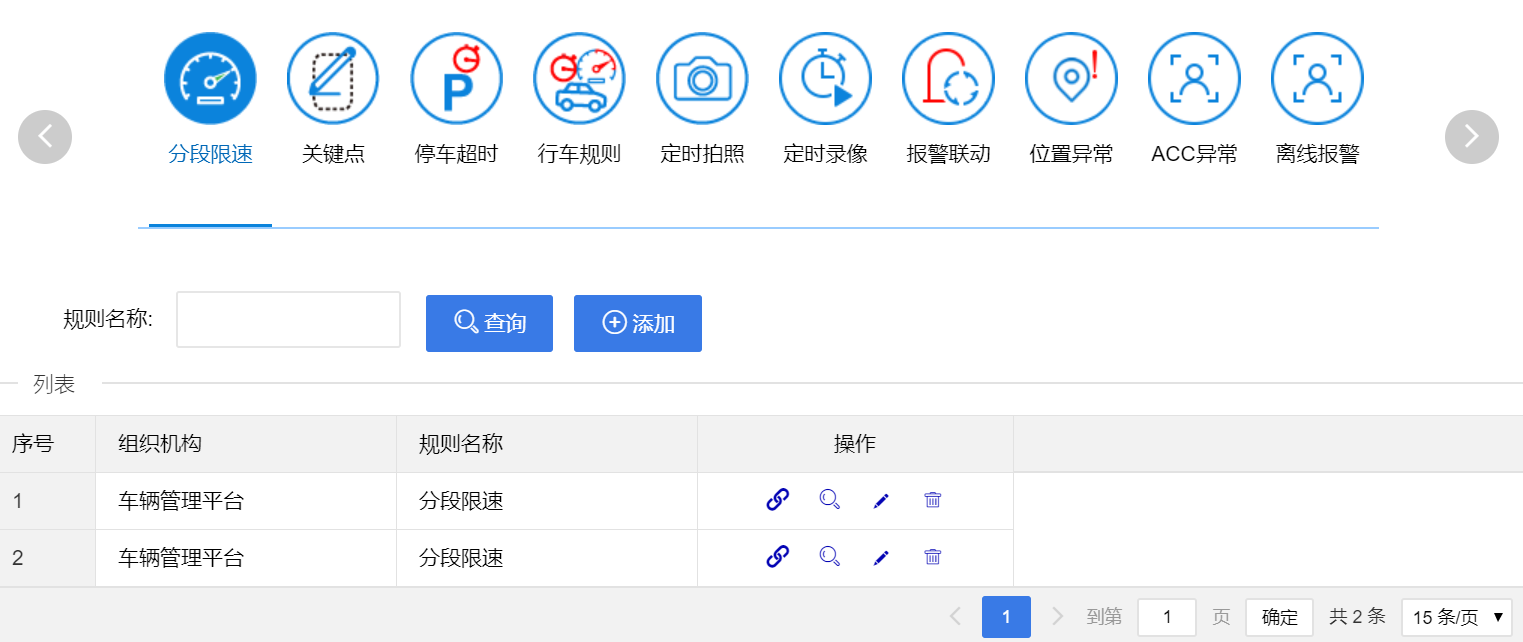 分段限速 关键点 停车超时 行车规则 定时拍照 定时录像 报警联动 位置异常 ACC异常 离线报警
规则名称: 查询 添加
列表
序号 组织机构 规则名称 操作
1 车辆管理平台 分段限速
2 车辆管理平台 分段限速
1 到第 1 页 确定 共 2 条 15 条/页